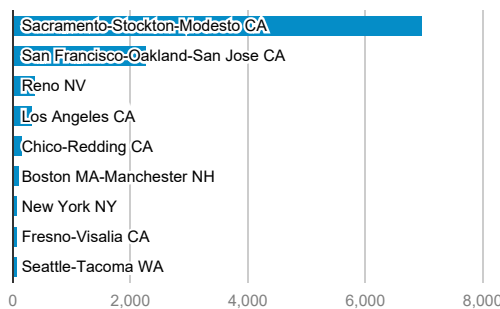 Sacramento-Stockton-Modesto CA
San Francisco-Oakland-San Jose CA
Reno NV
Los Angeles CA
Chico-Redding CA
Boston MA-Manchester NH
New York NY
Fresno-Visalia CA
Seattle-Tacoma WA
0 2,000 4,000 6,000 8,000